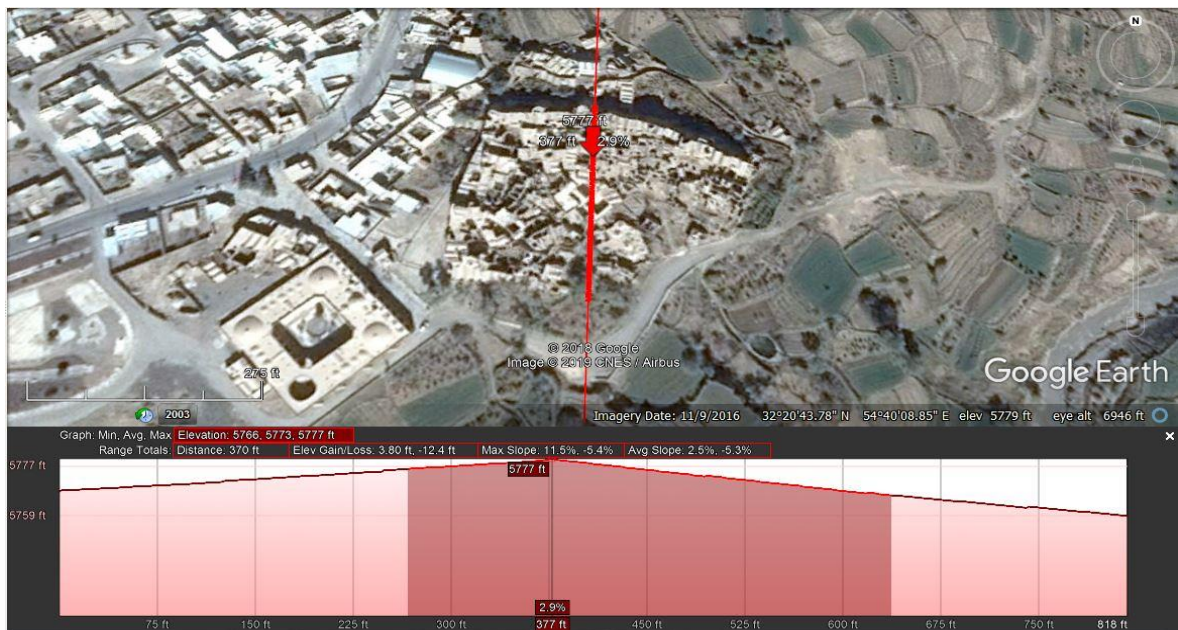 N
5777 ft
377 ft 2.9%
© 2018 Google
Image © 2019 CNES / Airbus
Google Earth
275 ft
2003
Imagery Date: 11/9/2016 32°20'43.78" N 54°40'08.85" E elev 5779 ft eye alt 6946 ft
Graph: Min, Avg, Max Elevation: 5766, 5773, 5777 ft
Range Totals: Distance: 370 ft Elev Gain/Loss: 3.80 ft, -12.4 ft Max Slope: 11.5%, -5.4% Avg Slope: 2.5%, -5.3%
5777 ft
5777 ft
5759 ft
2.9%
75 ft 150 ft 225 ft 300 ft 377 ft 450 ft 525 ft 600 ft 675 ft 750 ft 818 ft